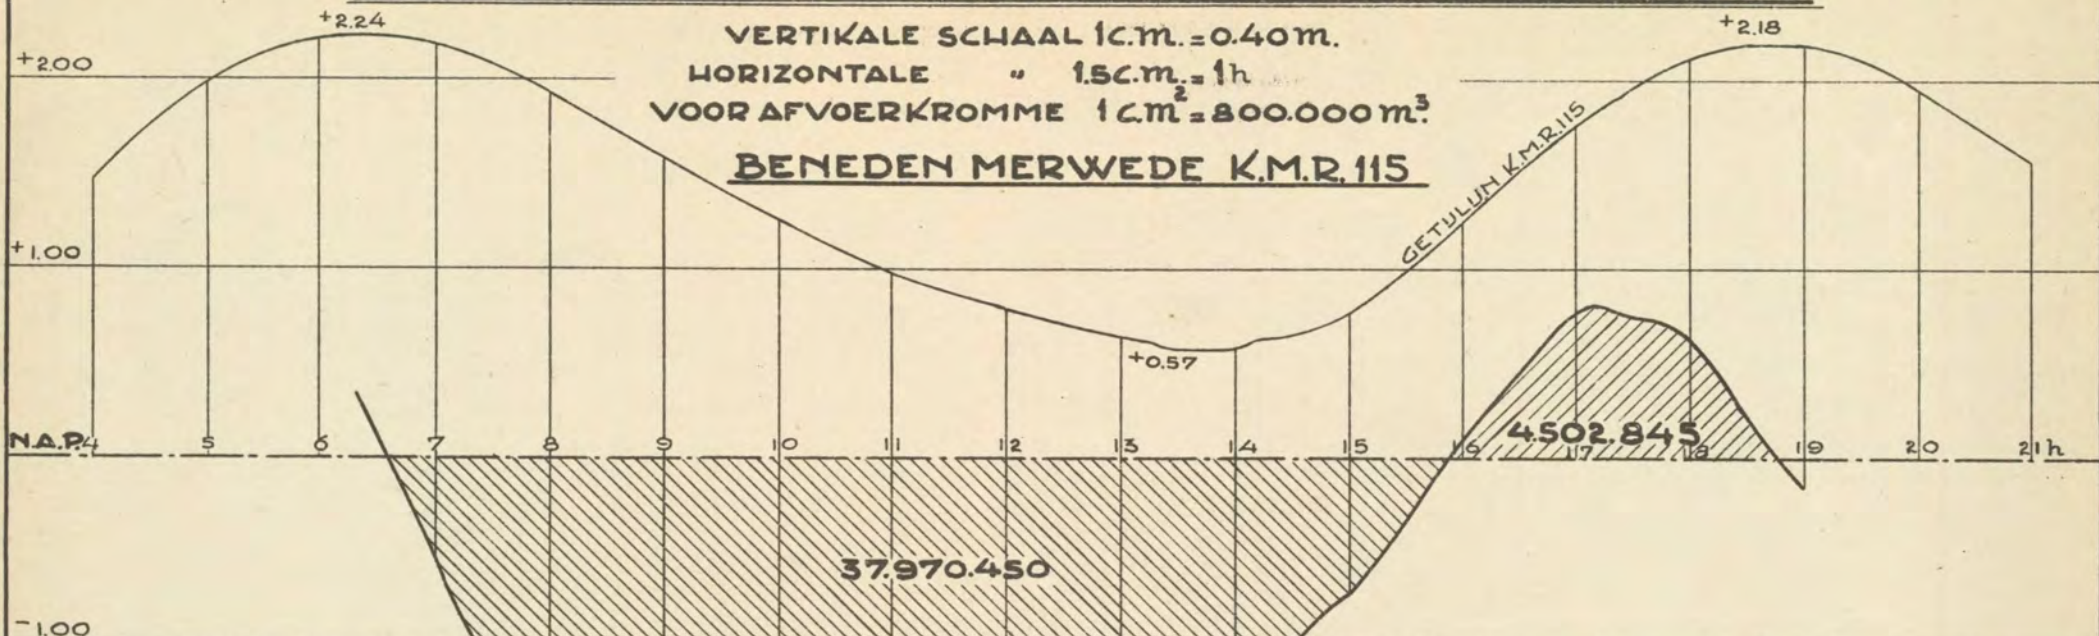 +2.24
VERTIKALE SCHAAL 1c.m. = 0.40 m.
+2.18
+2.00
HORIZONTALE " 1.5c.m. = 1h
VOOR AFVOERKROMME 1 cm² = 800.000 m³.
BENEDEN MERWEDE K.M.R. 115
GETIJLIJN K.M.R. 115
+1.00
+0.57
N.A.P. 4 5 6 7 8 9 10 11 12 13 14 15 16 17 18 19 20 21h
4.502.845
37.970.450
-1.00